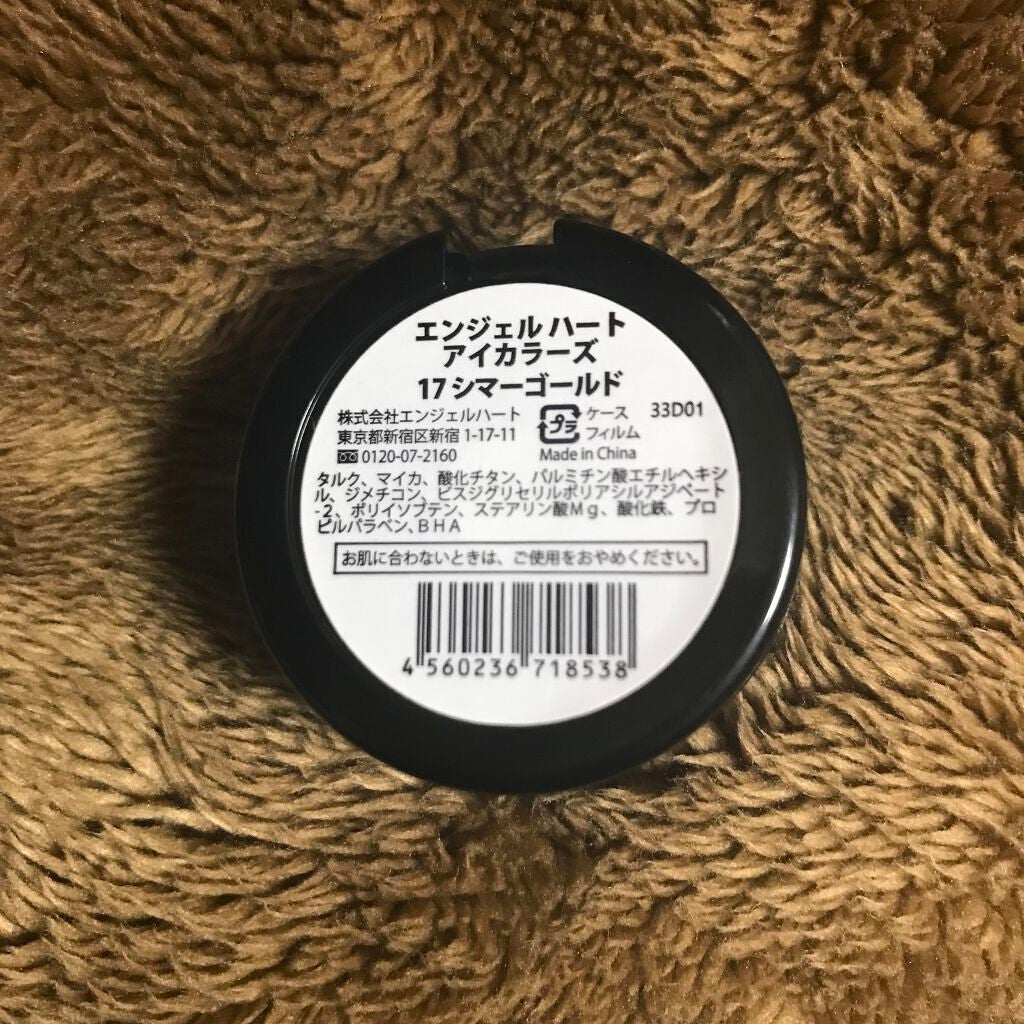 エンジェル ハート
アイカラーズ
17 シマーゴールド
株式会社エンジェルハート
東京都新宿区新宿 1-17-11
0120-07-2160
プラ
ケース
フィルム
33D01
Made in China
タルク、マイカ、酸化チタン、パルミチン酸エチルヘキシ
ル、ジメチコン、ビスジグリセリルポリアシルアジペート
-2、ポリイソブテン、ステアリン酸Mg、酸化鉄、プロ
ピルパラベン、BHA
お肌に合わないときは、ご使用をおやめください。
4 560236 718538